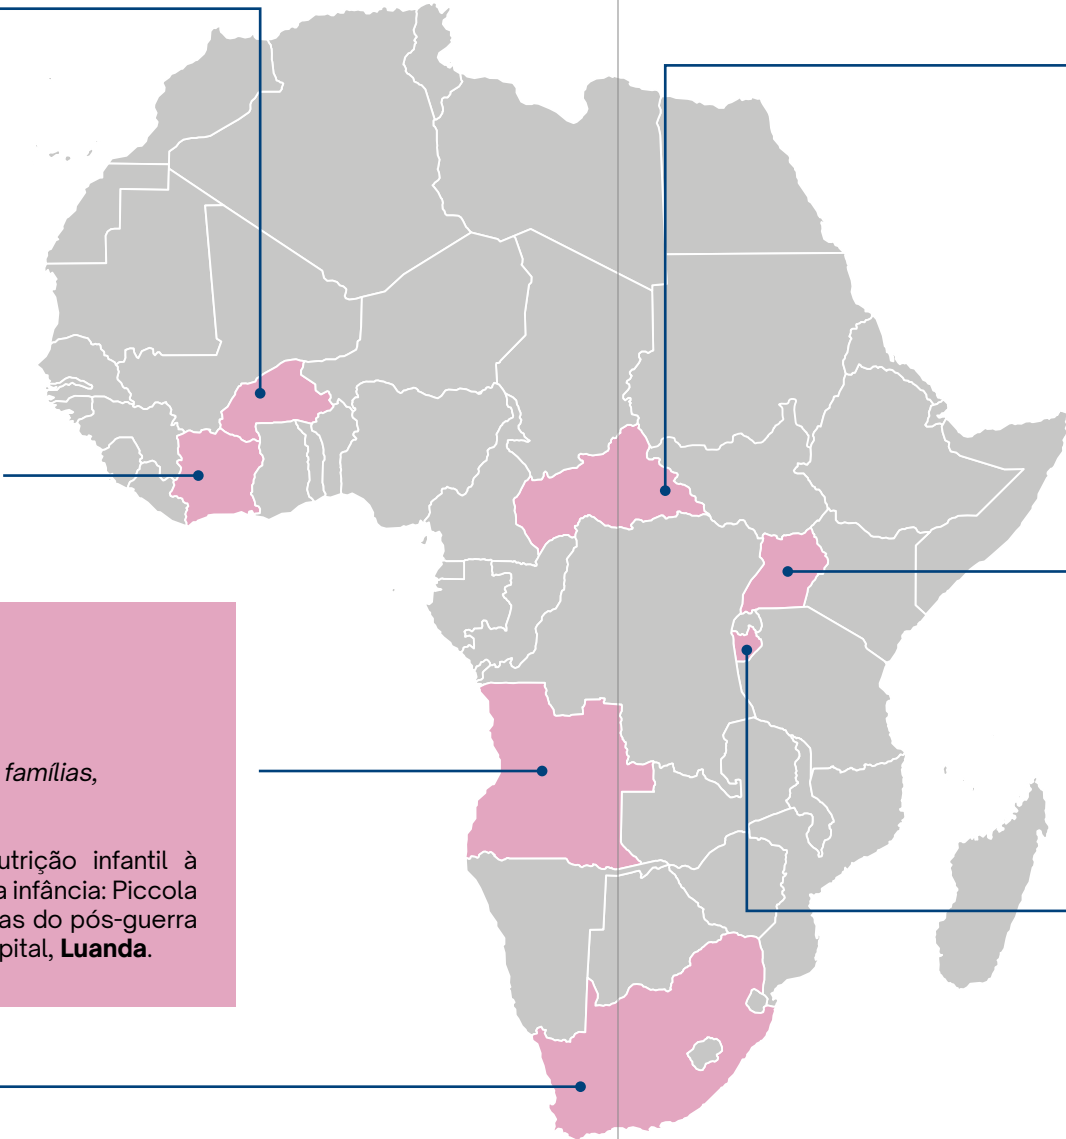 famílias,
utrição infantil à
a infância: Piccola
as do pós-guerra
pital, Luanda.